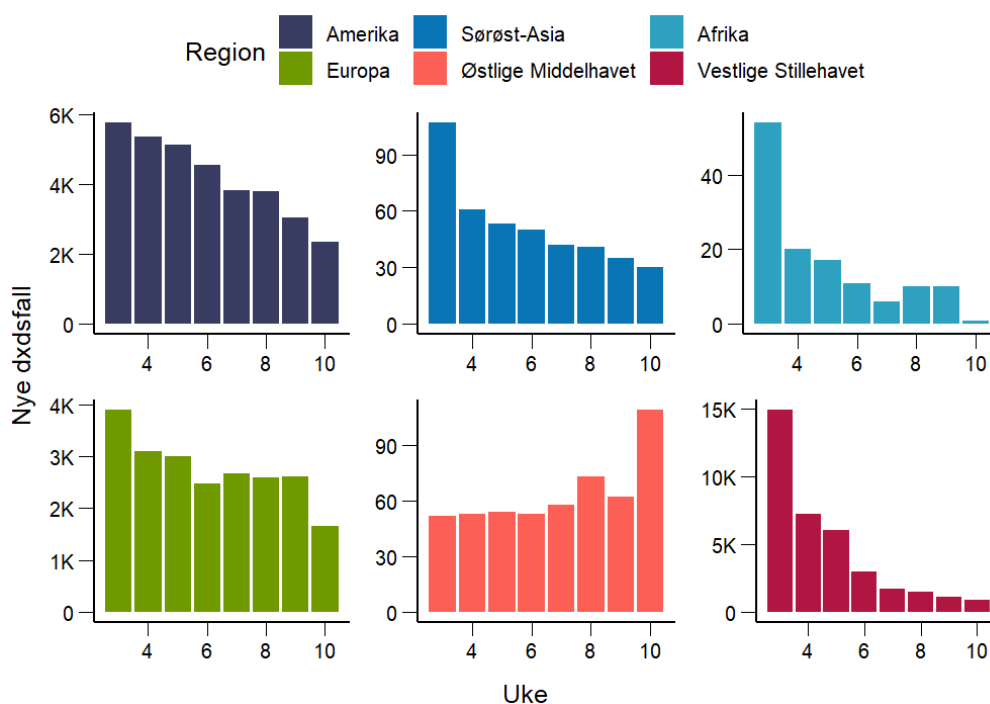 Region
Amerika
Sørøst-Asia
Afrika
Europa
Østlige Middelhavet
Vestlige Stillehavet
Nye dxdsfall
6K
4K
2K
0
4 6 8 10
90
60
30
0
4 6 8 10
40
20
0
4 6 8 10
4K
3K
2K
1K
0
4 6 8 10
90
60
30
0
4 6 8 10
15K
10K
5K
0
4 6 8 10
Uke